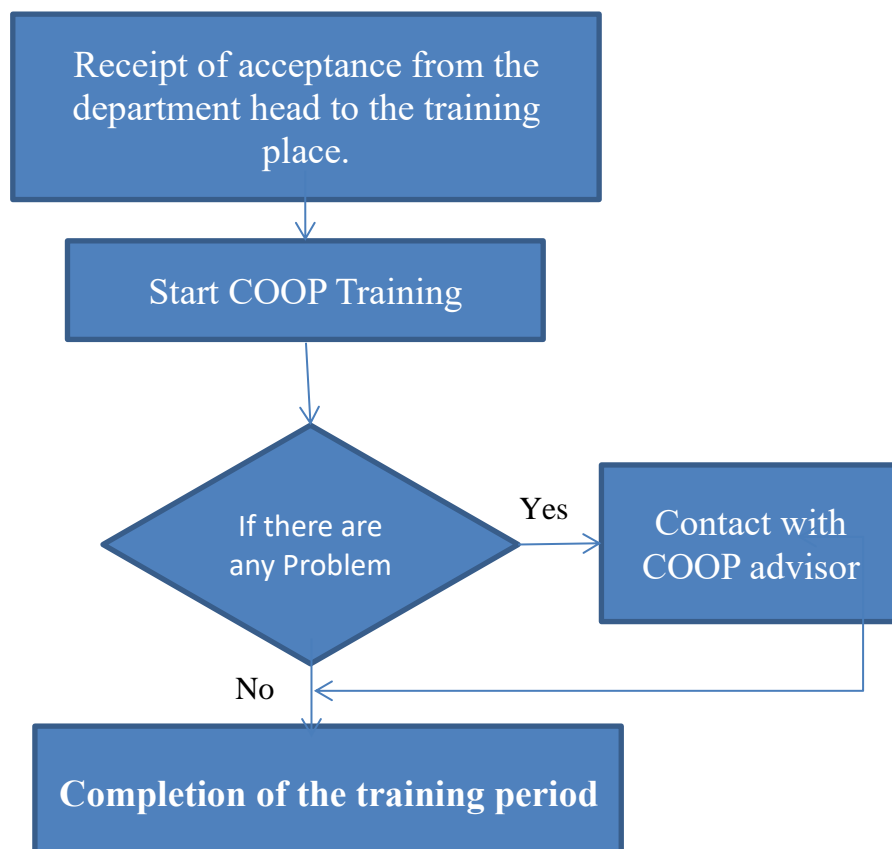 Receipt of acceptance from the
department head to the training
place.
Start COOP Training
If there are
any Problem
Yes
Contact with
COOP advisor
No
Completion of the training period